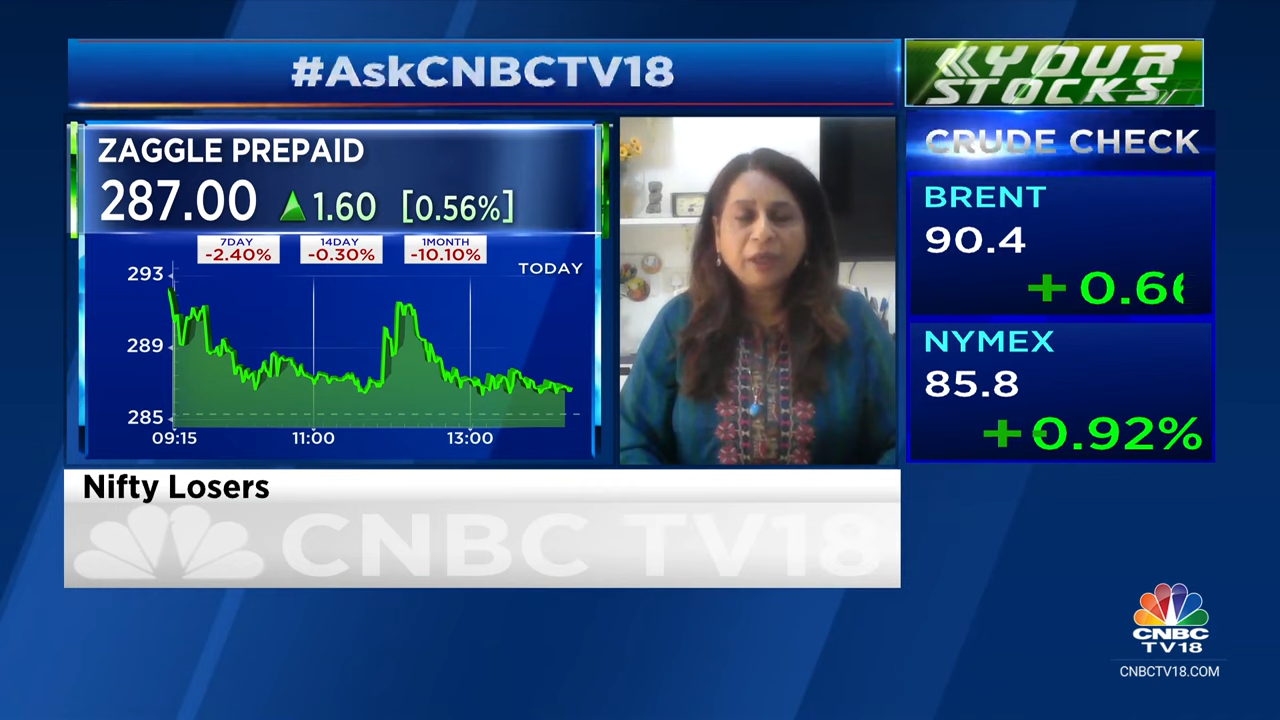 #AskCNBCTV18
YOUR
STOCKS
ZAGGLE PREPAID
287.00 ▲ 1.60 [0.56%]
7DAY
-2.40%
14DAY
-0.30%
1MONTH
-10.10%
TODAY
293
289
285
09:15 11:00 13:00
CRUDE CHECK
BRENT
90.4
+ 0.66
NYMEX
85.8
+ 0.92%
Nifty Losers
CNBC TV18
CNBC
TV18
CNBCTV18.COM